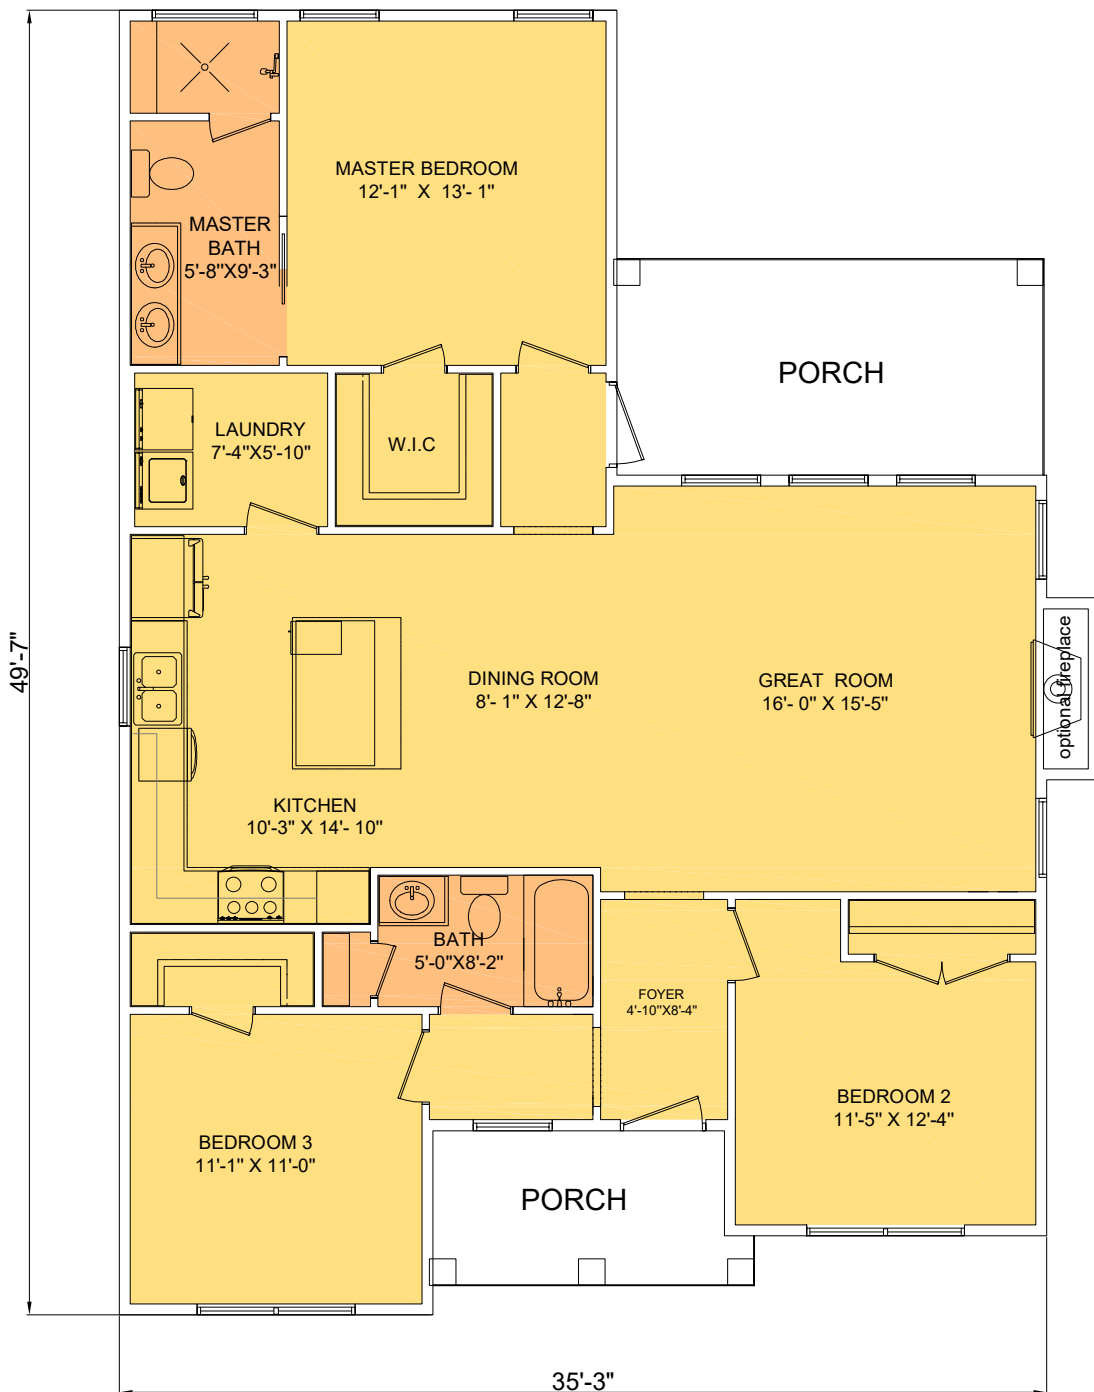 MASTER BEDROOM
12'-1" X 13'- 1"
MASTER
BATH
5'-8"X9'-3"
PORCH
LAUNDRY
7'-4"X5'-10"
W.I.C
49'-7"
DINING ROOM
8'- 1" X 12'-8"
GREAT ROOM
16'- 0" X 15'-5"
optional fireplace
KITCHEN
10'-3" X 14'- 10"
BATH
5'-0"X8'-2"
FOYER
4'-10"X8'-4"
BEDROOM 2
11'-5" X 12'-4"
BEDROOM 3
11'-1" X 11'-0"
PORCH
35'-3"